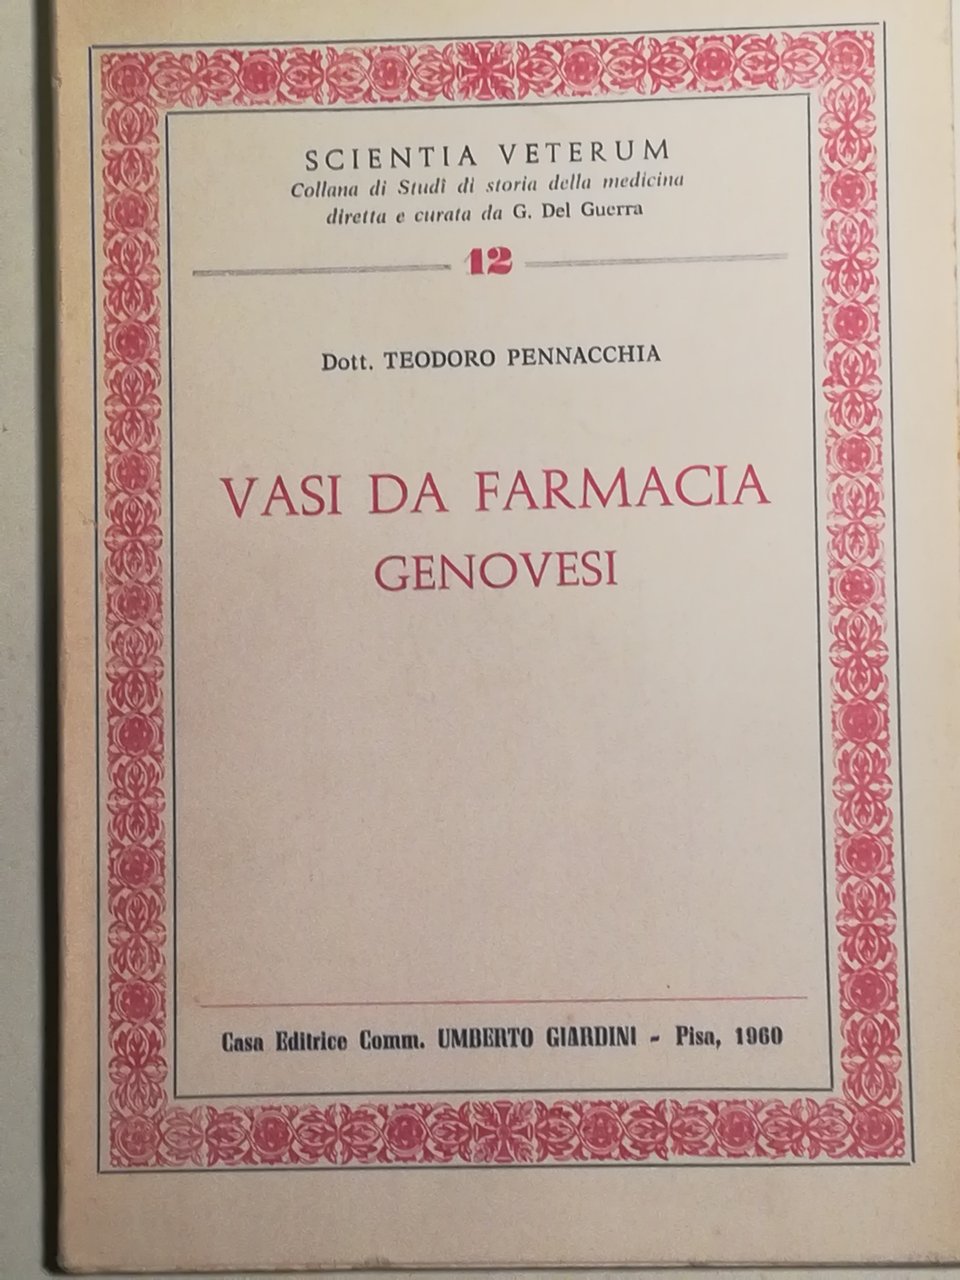 SCIENTIA VETERUM
Collana di Studi di storia della medicina
diretta e curata da G. Del Guerra
12
Dott. TEODORO PENNACCHIA
VASI DA FARMACIA
GENOVESI
Casa Editrice Comm. UMBERTO GIARDINI - Pisa, 1960